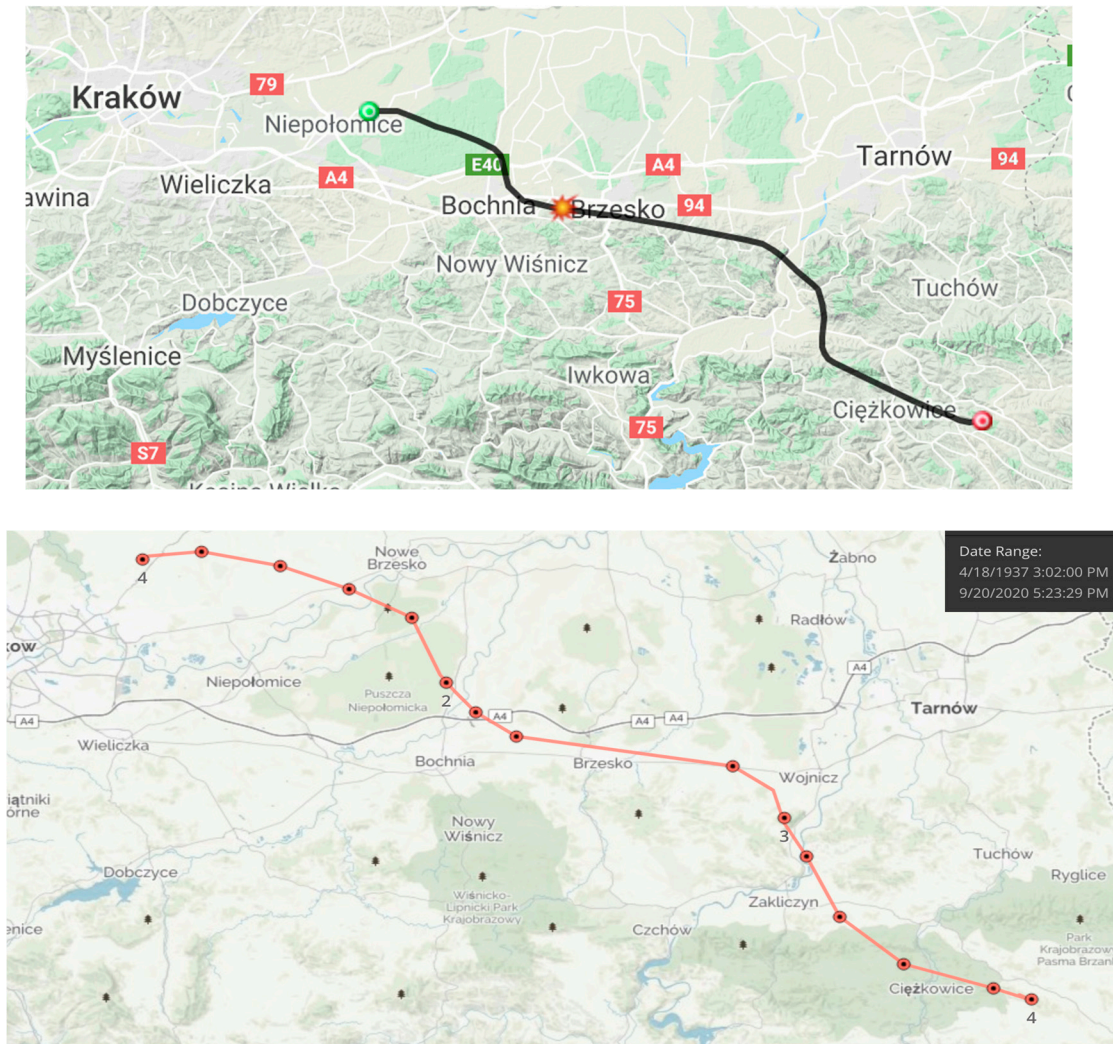 79
Kraków
Niepołomice
E40
A4
A4
Tarnów
94
awina
Wieliczka
Bochnia
Brzesko
94
Nowy Wiśnicz
Dobczyce
75
Tuchów
Myślenice
Iwkowa
Ciężkowice
75
S7
Date Range:
4/18/1937 3:02:00 PM
9/20/2020 5:23:29 PM
Nowe
Brzesko
Żabno
4
Radłów
ow
A4
Niepołomice
Puszcza
Niepołomicka
2
Tarnów
A4
A4
A4
A4
Wieliczka
Bochnia
Brzesko
Wojnicz
iątniki
órne
Nowy
Wiśnicz
3
Tuchów
Dobczyce
Ryglice
Wiśnicko-
Lipnicki Park
Krajobrazowy
Zakliczyn
enice
Czchów
Park
Krajobrazowy
Pasma Brzan
Ciężkowice
4